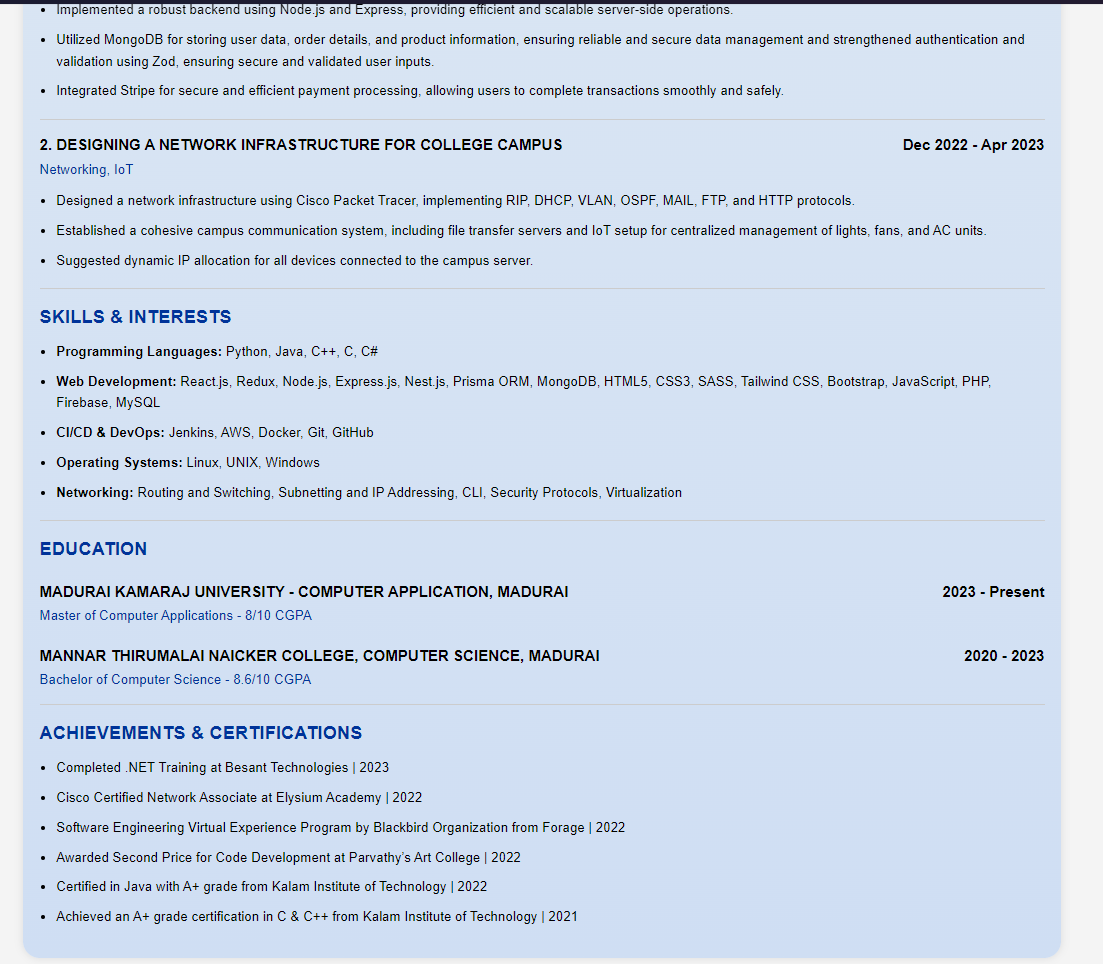 Implemented a robust backend using Node.js and Express, providing efficient and scalable server-side operations.
Utilized MongoDB for storing user data, order details, and product information, ensuring reliable and secure data management and strengthened authentication and
validation using Zod, ensuring secure and validated user inputs.
Integrated Stripe for secure and efficient payment processing, allowing users to complete transactions smoothly and safely.
2. DESIGNING A NETWORK INFRASTRUCTURE FOR COLLEGE CAMPUS Dec 2022 - Apr 2023
Networking, IoT
Designed a network infrastructure using Cisco Packet Tracer, implementing RIP, DHCP, VLAN, OSPF, MAIL, FTP, and HTTP protocols.
Established a cohesive campus communication system, including file transfer servers and IoT setup for centralized management of lights, fans, and AC units.
Suggested dynamic IP allocation for all devices connected to the campus server.
SKILLS & INTERESTS
Programming Languages: Python, Java, C++, C, C#
Web Development: React.js, Redux, Node.js, Express.js, Nest.js, Prisma ORM, MongoDB, HTML5, CSS3, SASS, Tailwind CSS, Bootstrap, JavaScript, PHP,
Firebase, MySQL
CI/CD & DevOps: Jenkins, AWS, Docker, Git, GitHub
Operating Systems: Linux, UNIX, Windows
Networking: Routing and Switching, Subnetting and IP Addressing, CLI, Security Protocols, Virtualization
EDUCATION
MADURAI KAMARAJ UNIVERSITY - COMPUTER APPLICATION, MADURAI 2023 - Present
Master of Computer Applications - 8/10 CGPA
MANNAR THIRUMALAI NAICKER COLLEGE, COMPUTER SCIENCE, MADURAI 2020 - 2023
Bachelor of Computer Science - 8.6/10 CGPA
ACHIEVEMENTS & CERTIFICATIONS
Completed .NET Training at Besant Technologies | 2023
Cisco Certified Network Associate at Elysium Academy | 2022
Software Engineering Virtual Experience Program by Blackbird Organization from Forage | 2022
Awarded Second Price for Code Development at Parvathy’s Art College | 2022
Certified in Java with A+ grade from Kalam Institute of Technology | 2022
Achieved an A+ grade certification in C & C++ from Kalam Institute of Technology | 2021